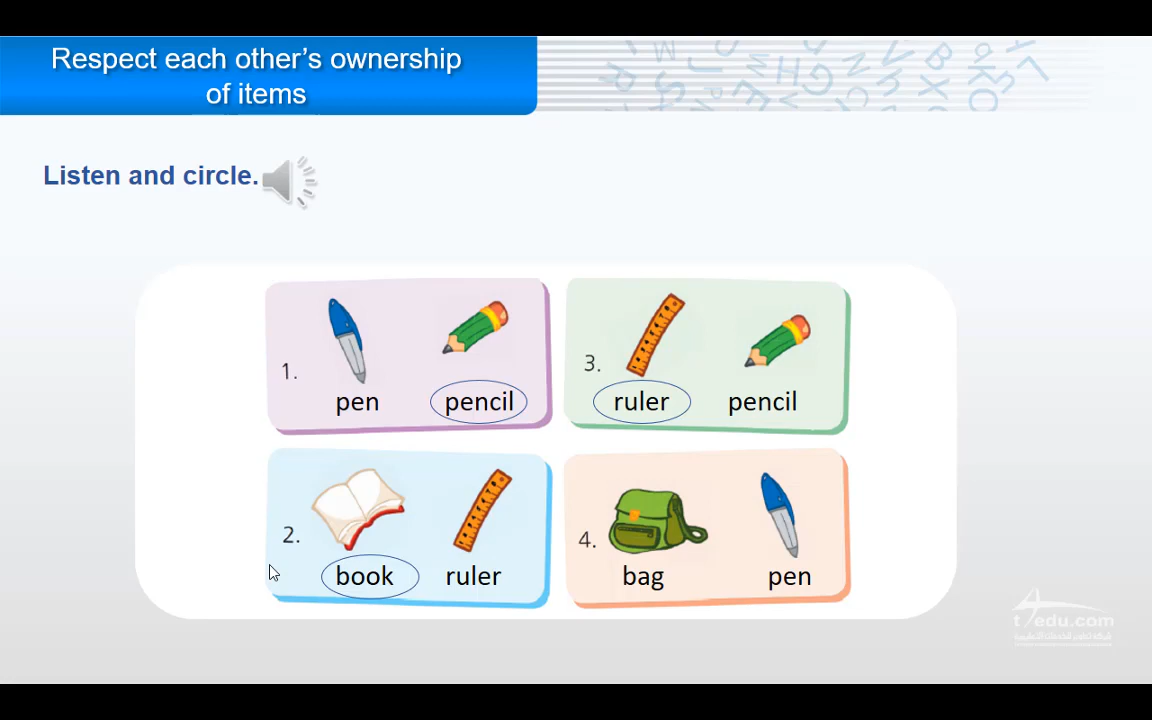 Respect each other's ownership
of items
Listen and circle.
1.
pen pencil
3.
ruler pencil
2.
book ruler
4.
bag pen
t4edu.com